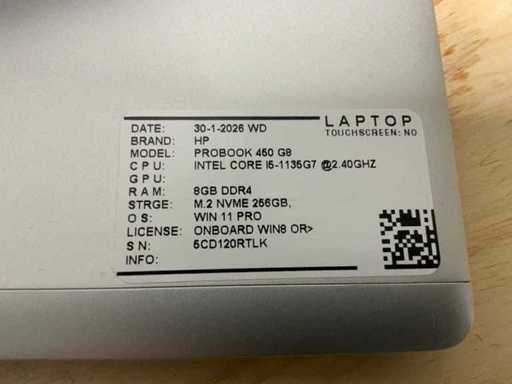 LAPTOP
TOUCHSCREEN: NO
DATE: 30-1-2026 WD
BRAND: HP
MODEL: PROBOOK 450 G8
CPU: INTEL CORE I5-1135G7 @2.40GHZ
GPU:
RAM: 8GB DDR4
STRGE: M.2 NVME 256GB,
OS: WIN 11 PRO
LICENSE: ONBOARD WIN8 OR>
SN: 5CD120RTLK
INFO: